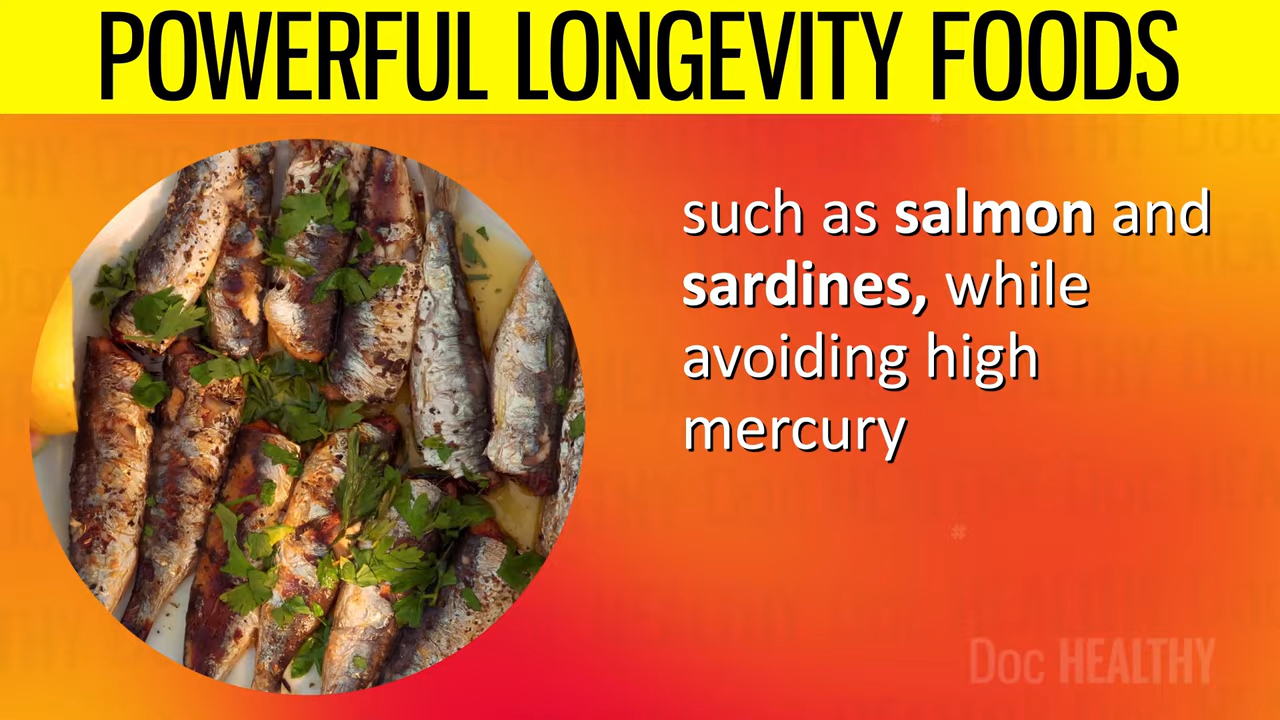 POWERFUL LONGEVITY FOODS
such as salmon and
sardines, while
avoiding high
mercury
Doc HEALTHY